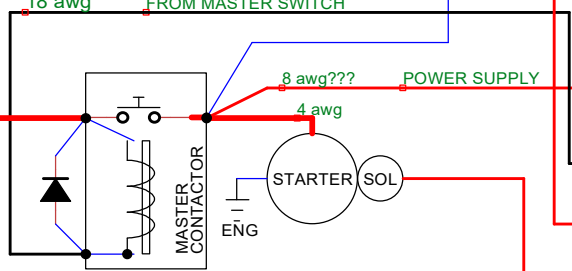 18 awg
FROM MASTER SWITCH
8 awg???
POWER SUPPLY
4 awg
MASTER
CONTACTOR
STARTER
SOL
ENG